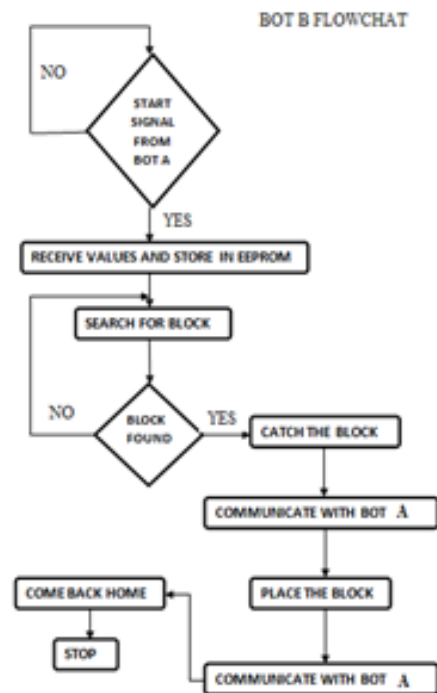 BOT B FLOWCHAT
NO
START
SIGNAL
FROM
BOT A
YES
RECEIVE VALUES AND STORE IN EEPROM
SEARCH FOR BLOCK
NO
BLOCK
FOUND
YES
CATCH THE BLOCK
COMMUNICATE WITH BOT A
COME BACK HOME
PLACE THE BLOCK
STOP
COMMUNICATE WITH BOT A